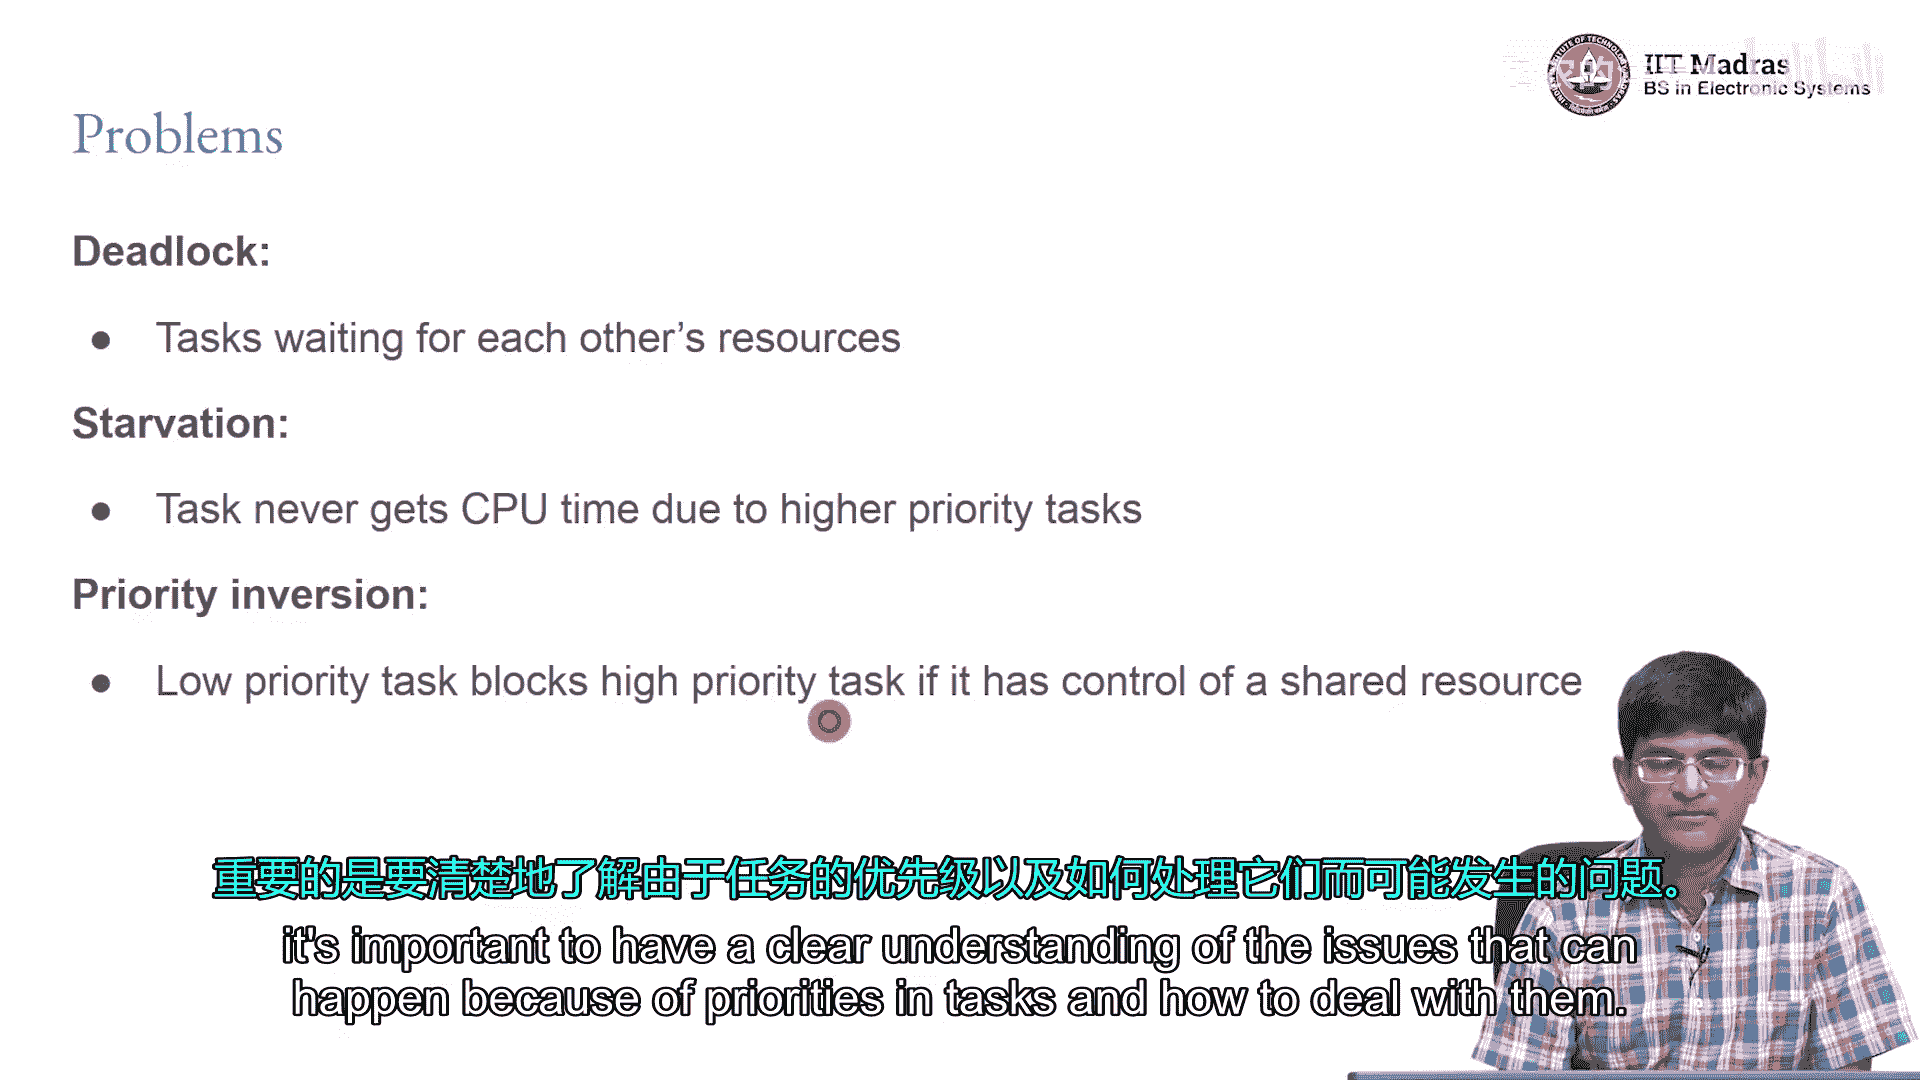 IIT Madras
BS in Electronic Systems
Problems
Deadlock:
● Tasks waiting for each other’s resources
Starvation:
● Task never gets CPU time due to higher priority tasks
Priority inversion:
● Low priority task blocks high priority task if it has control of a shared resource
重要的是要清楚地了解由于任务的优先级以及如何处理它们而可能发生的问题。
it's important to have a clear understanding of the issues that can
happen because of priorities in tasks and how to deal with them.